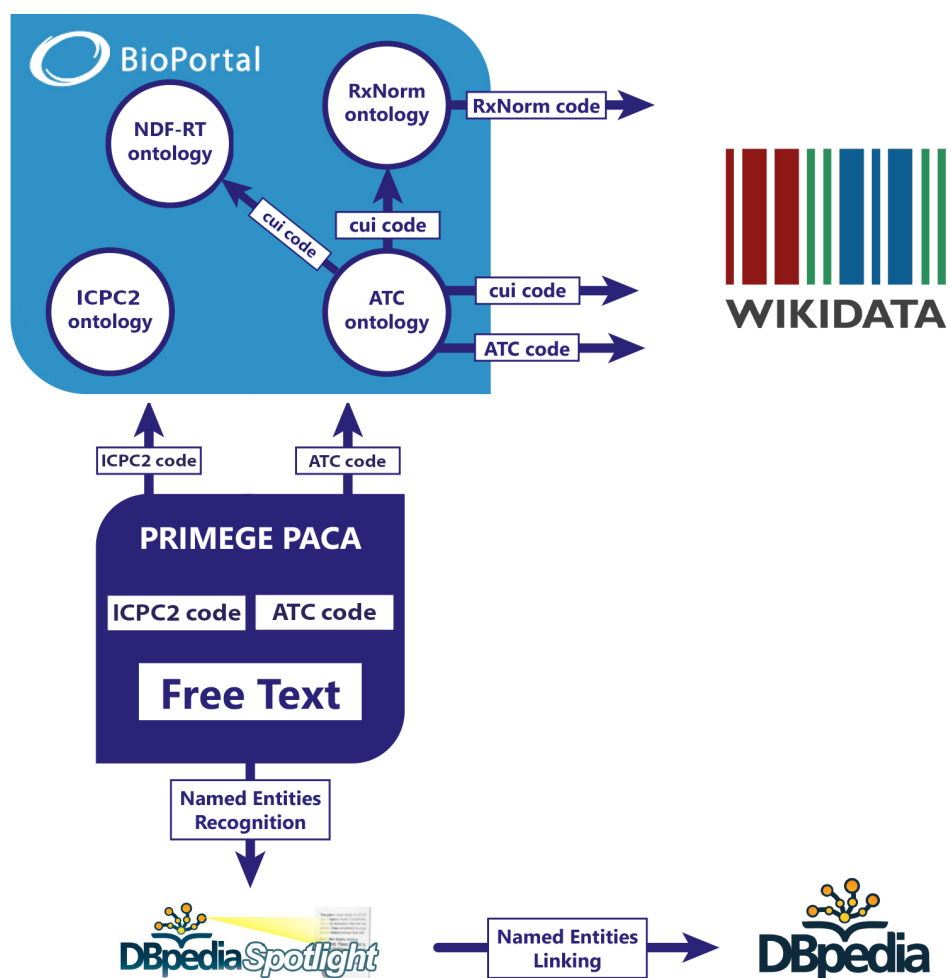 BioPortal
RxNorm
ontology
RxNorm code
NDF-RT
ontology
cui code
cui code
ICPC2
ontology
ATC
ontology
cui code
ATC code
WIKIDATA
ICPC2 code
ATC code
PRIMEGE PACA
ICPC2 code
ATC code
Free Text
Named Entities
Recognition
DBpedia Spotlight
Named Entities
Linking
DBpedia